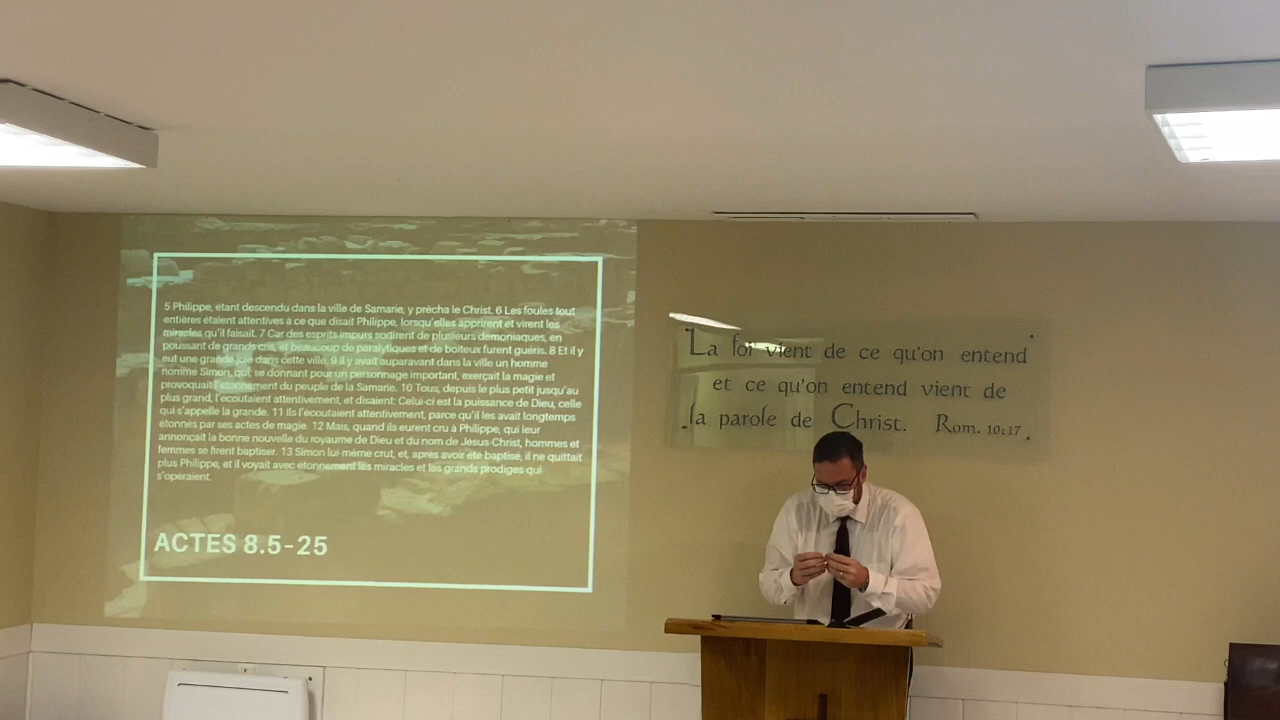 5 Philippe, étant descendu dans la ville de Samarie, y prêcha le Christ. 6 Les foules tout
entières étaient attentives à ce que disait Philippe, lorsqu'elles apprirent et virent les
miracles qu'il faisait. 7 Car des esprits impurs sortirent de plusieurs démoniaques, en
poussant de grands cris, et beaucoup de paralytiques et de boiteux furent guéris. 8 Et il y
eut une grande joie dans cette ville. 9 Il y avait auparavant dans la ville un homme
nommé Simon, qui, se donnant pour un personnage important, exerçait la magie et
provoquait l'étonnement du peuple de la Samarie. 10 Tous, depuis le plus petit jusqu'au
plus grand, l'écoutaient attentivement, et disaient: Celui-ci est la puissance de Dieu, celle
qui s'appelle la grande. 11 Ils l'écoutaient attentivement, parce qu'il les avait longtemps
étonnés par ses actes de magie. 12 Mais, quand ils eurent cru à Philippe, qui leur
annonçait la bonne nouvelle du royaume de Dieu et du nom de Jésus-Christ, hommes et
femmes se firent baptiser. 13 Simon lui-même crut, et, après avoir été baptisé, il ne quittait
plus Philippe, et il voyait avec étonnement les miracles et les grands prodiges qui
s'opéraient.
ACTES 8.5-25
La foi vient de ce qu'on entend
et ce qu'on entend vient de
la parole de Christ. Rom. 10:17